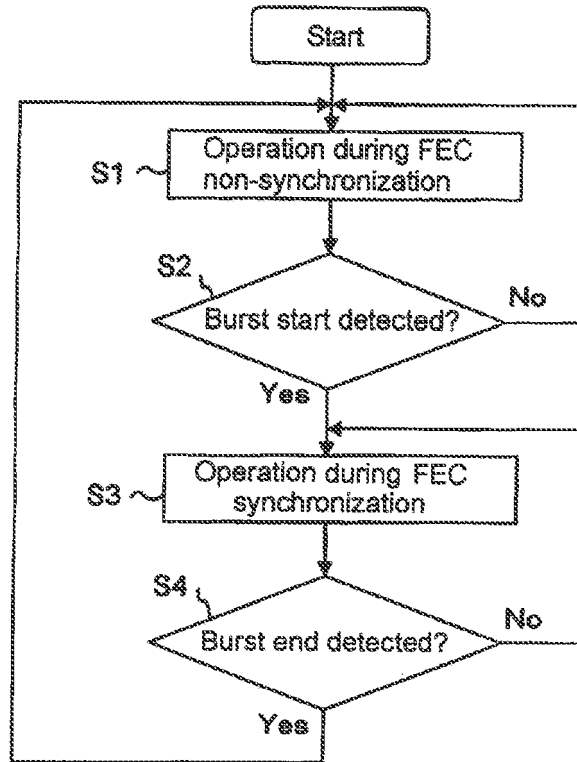 Start
Operation during FEC
non-synchronization
S1
S2
Burst start detected?
No
Yes
Operation during FEC
synchronization
S3
S4
Burst end detected?
No
Yes